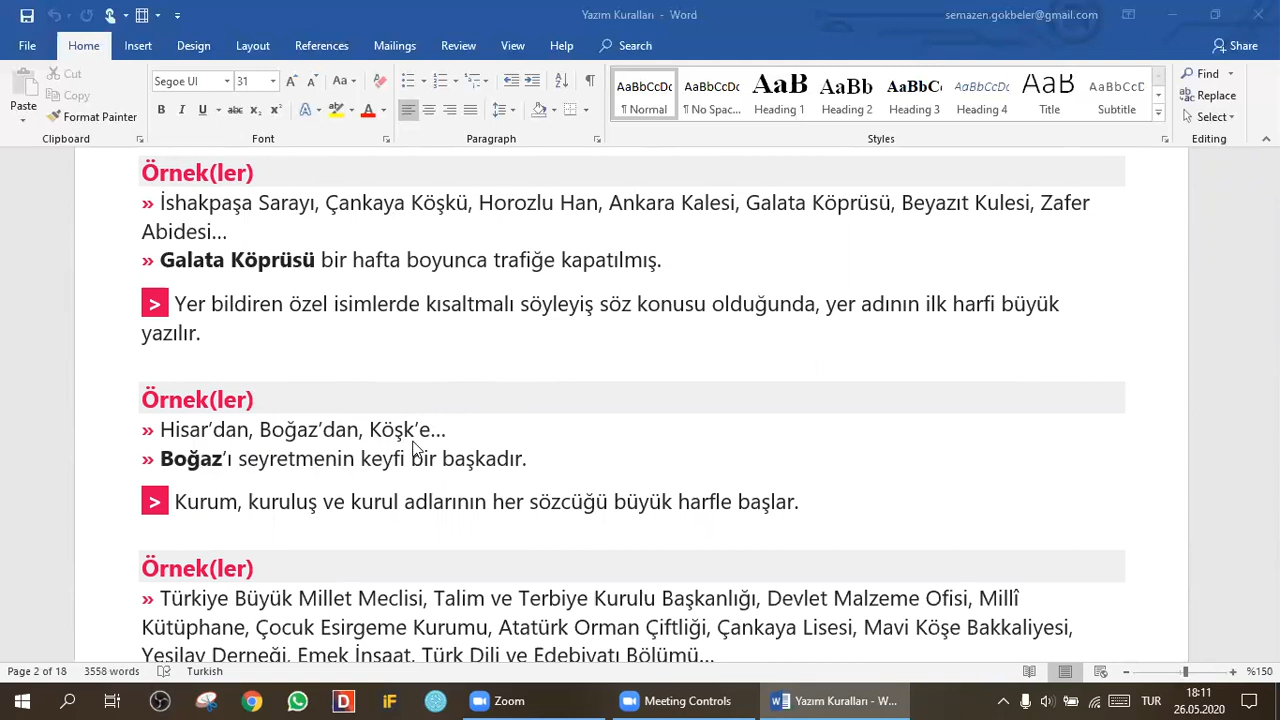 Yazım Kuralları - Word
semazen.gokbeler@gmail.com
File Home Insert Design Layout References Mailings Review View Help Search Share
Paste
Cut
Copy
Format Painter
Segoe UI 31
Clipboard Font Paragraph Styles Editing
AaBbCcDc AaBbCcDc AaB AaBb AaBbCc AaBbCcDc AaB AaBbCcDc
¶ Normal ¶ No Spac... Heading 1 Heading 2 Heading 3 Heading 4 Title Subtitle
Find
Replace
Select
Örnek(ler)
» İshakpaşa Sarayı, Çankaya Köşkü, Horozlu Han, Ankara Kalesi, Galata Köprüsü, Beyazıt Kulesi, Zafer
Abidesi…
» Galata Köprüsü bir hafta boyunca trafiğe kapatılmış.
> Yer bildiren özel isimlerde kısaltmalı söyleyiş söz konusu olduğunda, yer adının ilk harfi büyük
yazılır.
Örnek(ler)
» Hisar’dan, Boğaz’dan, Köşk’e…
» Boğaz’ı seyretmenin keyfi bir başkadır.
> Kurum, kuruluş ve kurul adlarının her sözcüğü büyük harfle başlar.
Örnek(ler)
» Türkiye Büyük Millet Meclisi, Talim ve Terbiye Kurulu Başkanlığı, Devlet Malzeme Ofisi, Millî
Kütüphane, Çocuk Esirgeme Kurumu, Atatürk Orman Çiftliği, Çankaya Lisesi, Mavi Köşe Bakkaliyesi,
Yeşilay Derneği, Emek İnşaat, Türk Dili ve Edebiyatı Bölümü…
Page 2 of 18 3558 words Turkish %150
Zoom Meeting Controls Yazım Kuralları - W... TUR 18:11
26.05.2020